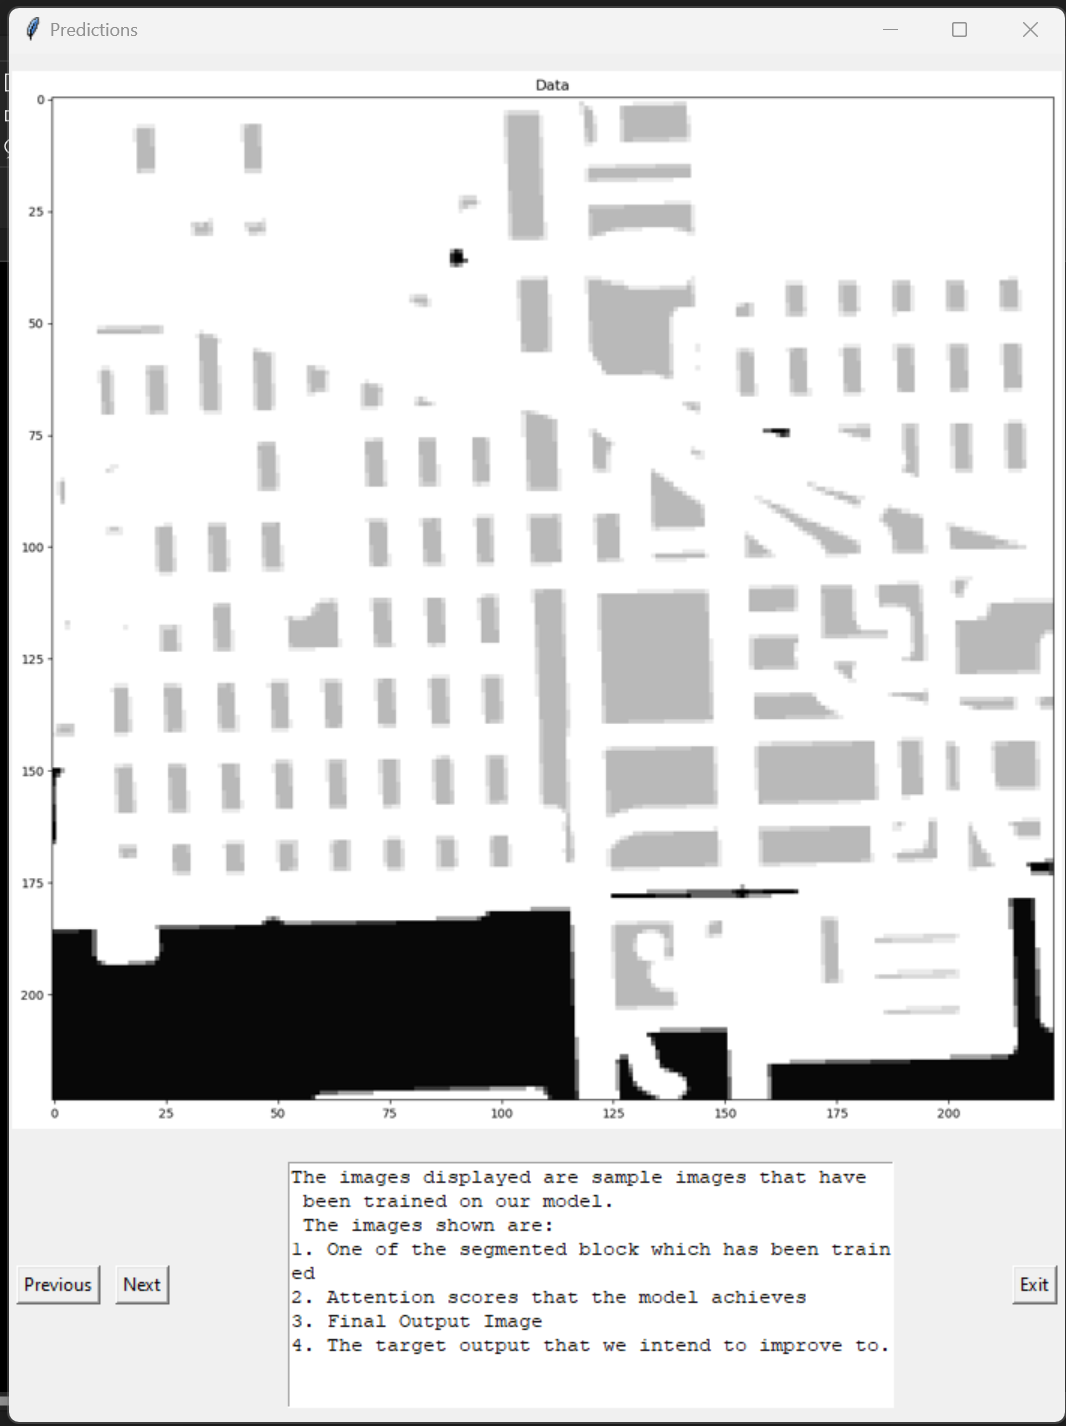 Predictions
Data
0
25
50
75
100
125
150
175
200
0 25 50 75 100 125 150 175 200
The images displayed are sample images that have
been trained on our model.
The images shown are:
1. One of the segmented block which has been train
ed
2. Attention scores that the model achieves
3. Final Output Image
4. The target output that we intend to improve to.
Previous Next Exit